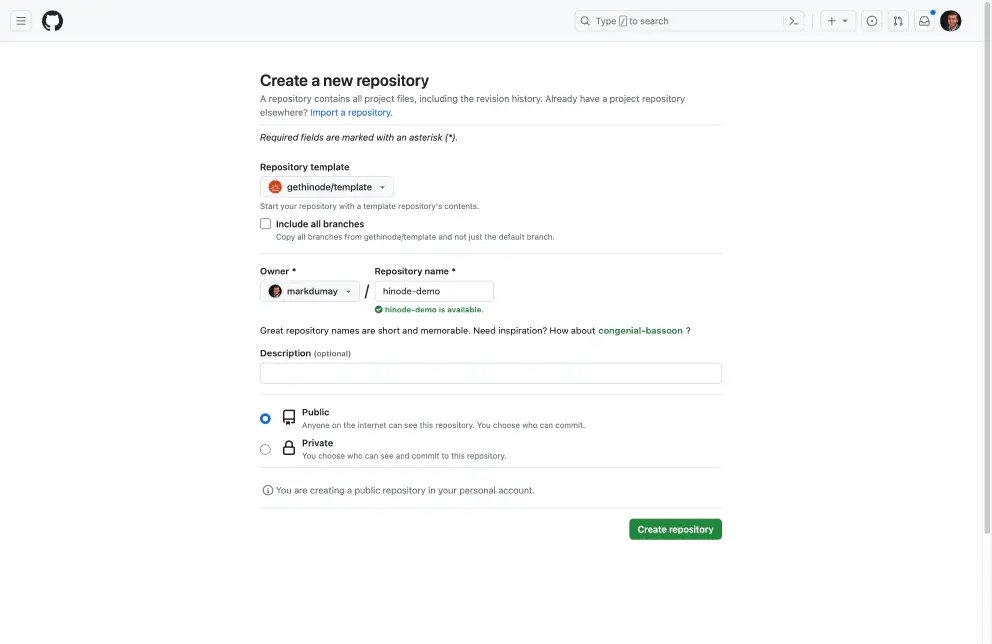 Type / to search
Create a new repository
A repository contains all project files, including the revision history. Already have a project repository
elsewhere? Import a repository.
Required fields are marked with an asterisk (*).
Repository template
gethinode/template
Start your repository with a template repository's contents.
Include all branches
Copy all branches from gethinode/template and not just the default branch.
Owner * Repository name *
markdumay / hinode-demo
hinode-demo is available.
Great repository names are short and memorable. Need inspiration? How about congenial-bassoon ?
Description (optional)
Public
Anyone on the internet can see this repository. You choose who can commit.
Private
You choose who can see and commit to this repository.
You are creating a public repository in your personal account.
Create repository